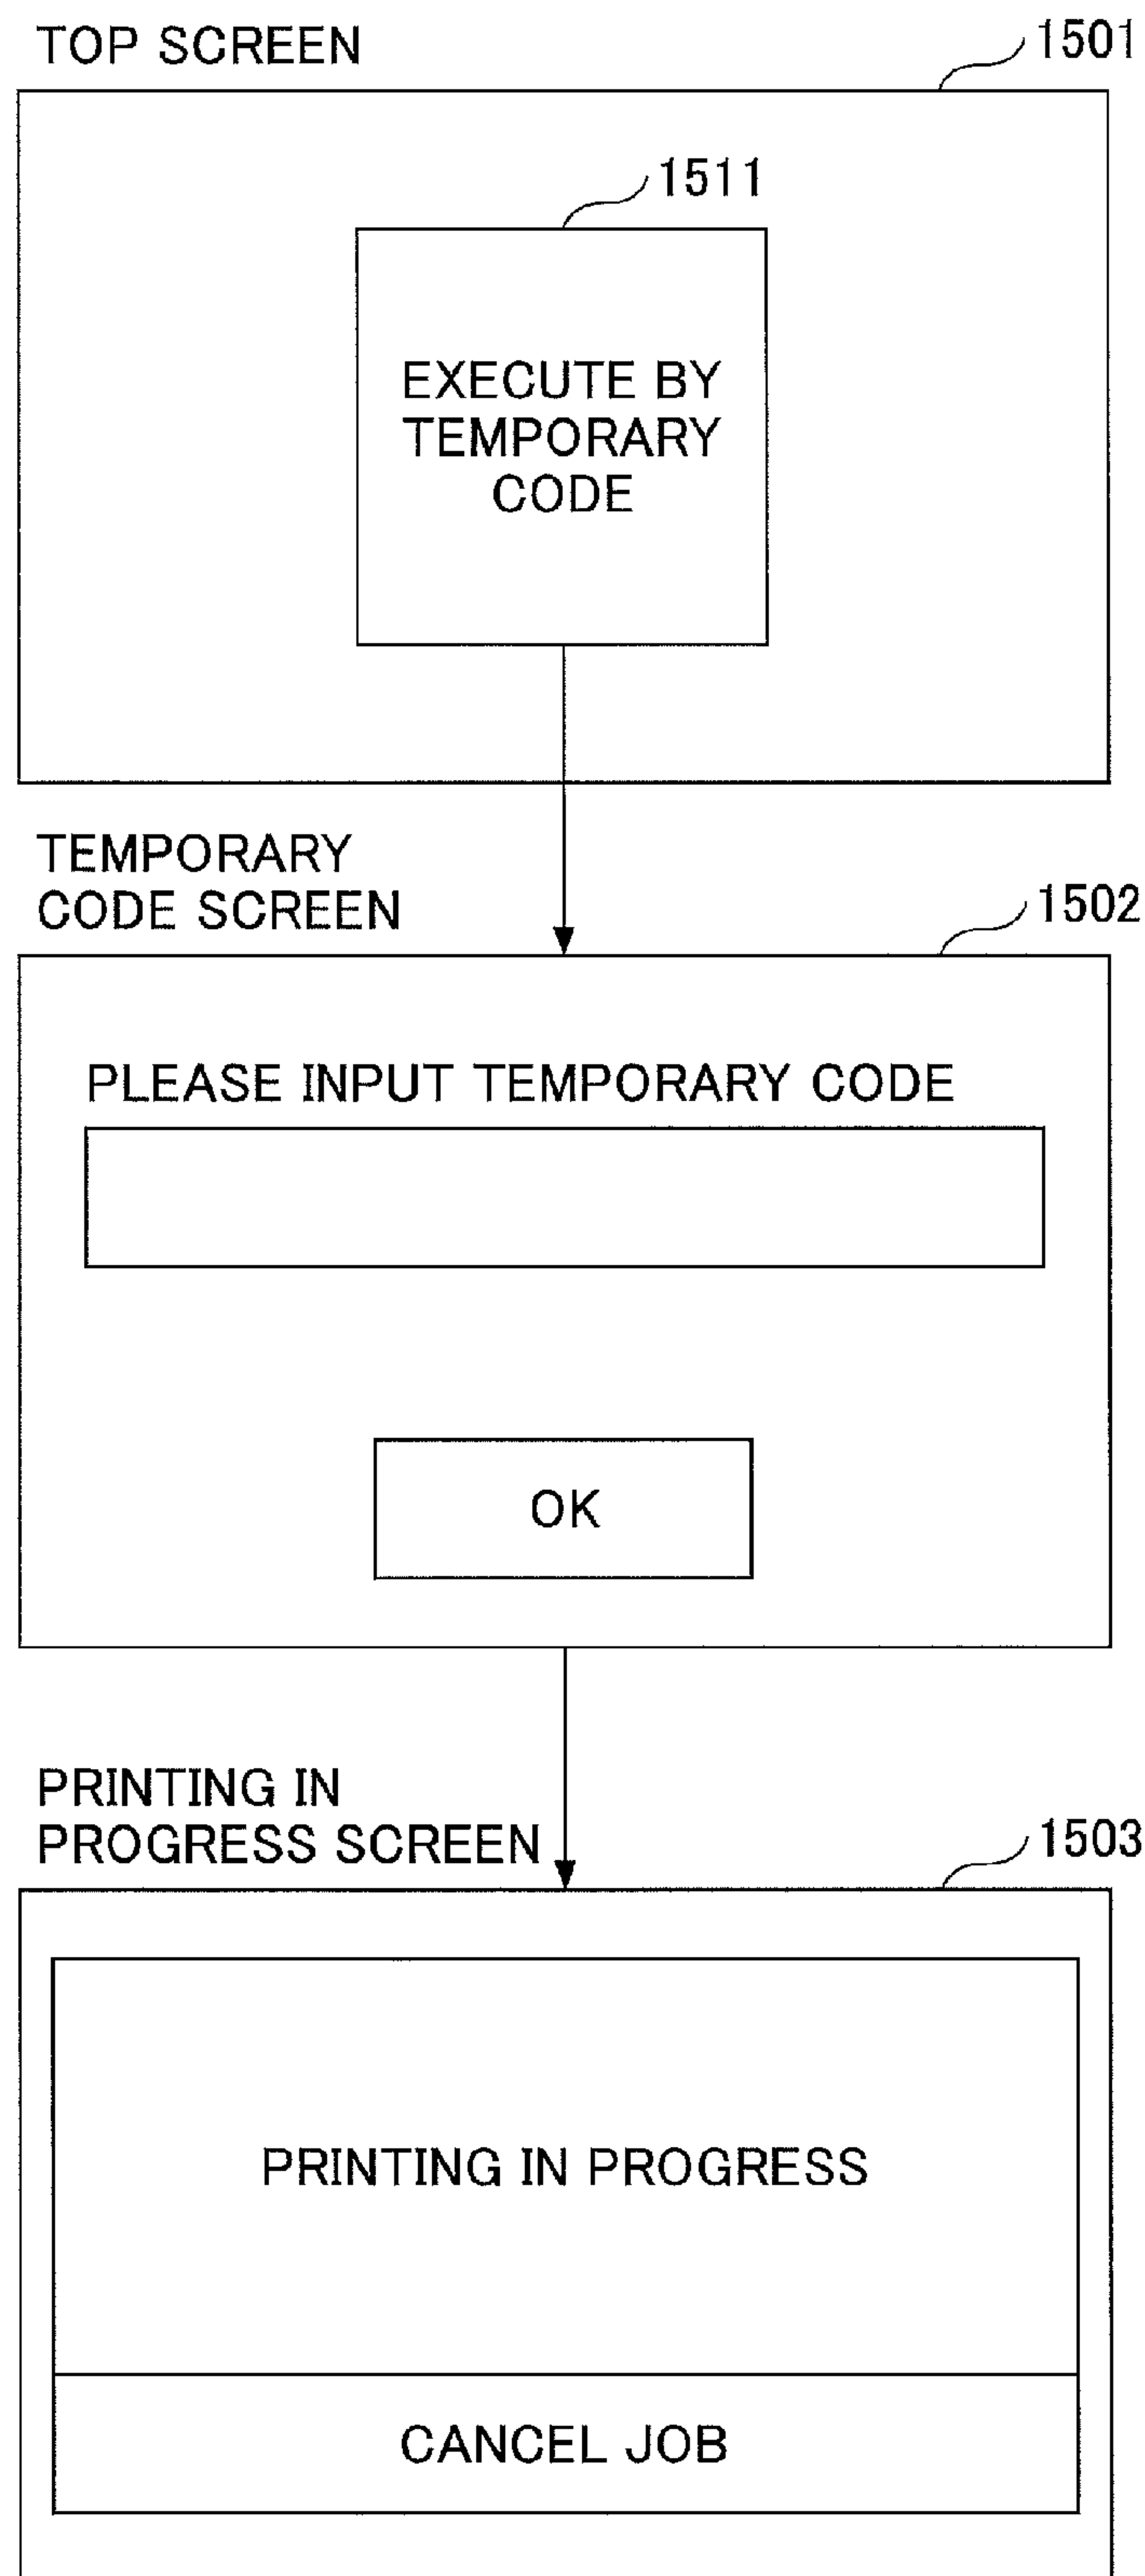 TOP SCREEN
1501
1511
EXECUTE BY
TEMPORARY
CODE
TEMPORARY
CODE SCREEN
1502
PLEASE INPUT TEMPORARY CODE
OK
PRINTING IN
PROGRESS SCREEN
1503
PRINTING IN PROGRESS
CANCEL JOB